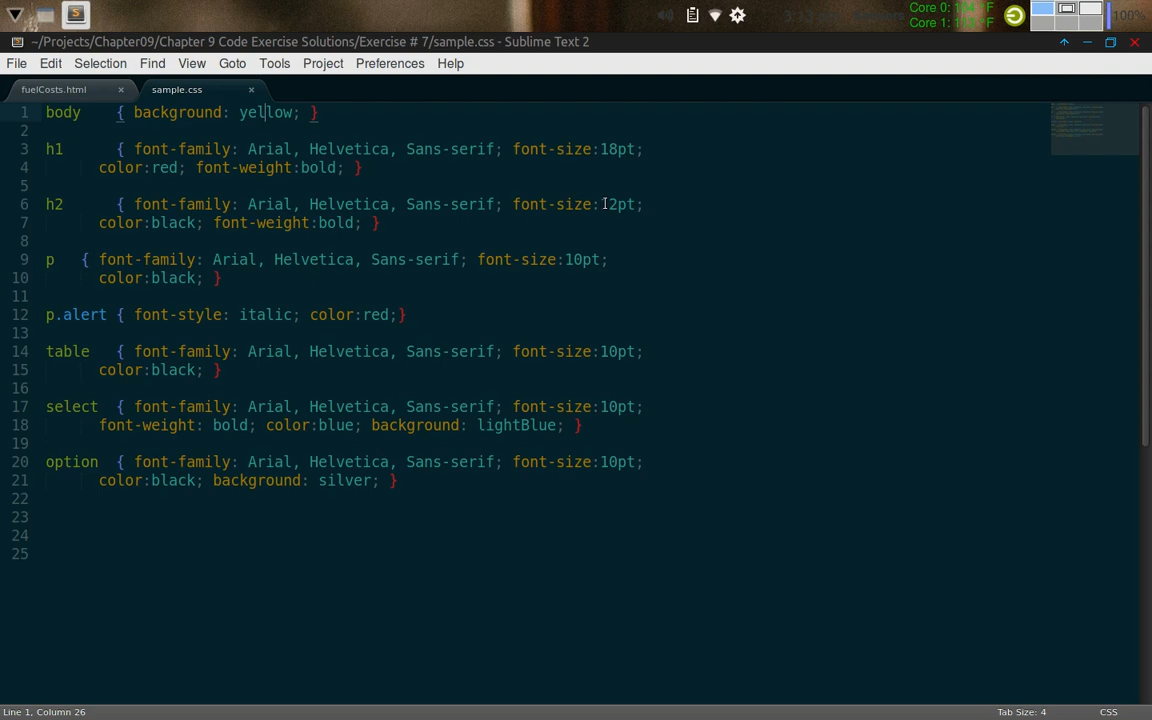 Core 0: °F
Core 1: °F
100%
~/Projects/Chapter09/Chapter 9 Code Exercise Solutions/Exercise # 7/sample.css - Sublime Text 2
File Edit Selection Find View Goto Tools Project Preferences Help
fuelCosts.html × sample.css ×
1 body { background: yellow; }
2
3 h1 { font-family: Arial, Helvetica, Sans-serif; font-size:18pt;
4 color:red; font-weight:bold; }
5
6 h2 { font-family: Arial, Helvetica, Sans-serif; font-size:12pt;
7 color:black; font-weight:bold; }
8
9 p { font-family: Arial, Helvetica, Sans-serif; font-size:10pt;
10 color:black; }
11
12 p.alert { font-style: italic; color:red;}
13
14 table { font-family: Arial, Helvetica, Sans-serif; font-size:10pt;
15 color:black; }
16
17 select { font-family: Arial, Helvetica, Sans-serif; font-size:10pt;
18 font-weight: bold; color:blue; background: lightBlue; }
19
20 option { font-family: Arial, Helvetica, Sans-serif; font-size:10pt;
21 color:black; background: silver; }
22
23
24
25
Line 1, Column 26 Tab Size: 4 CSS